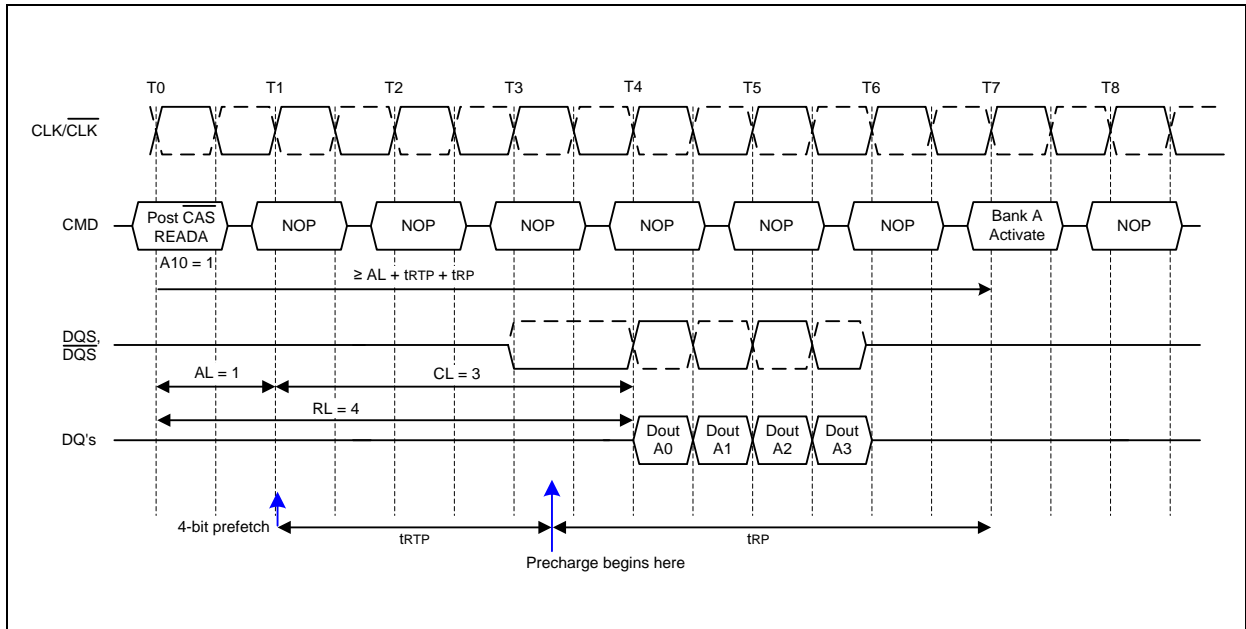 T0 T1 T2 T3 T4 T5 T6 T7 T8
CLK/CLK
CMD
Post CAS READA
NOP
NOP
NOP
NOP
NOP
NOP
Bank A Activate
NOP
A10 = 1
≥ AL + tRTP + tRP
DQS,
DQS
AL = 1
CL = 3
RL = 4
DQ's
Dout A0
Dout A1
Dout A2
Dout A3
4-bit prefetch
tRTP
tRP
Precharge begins here